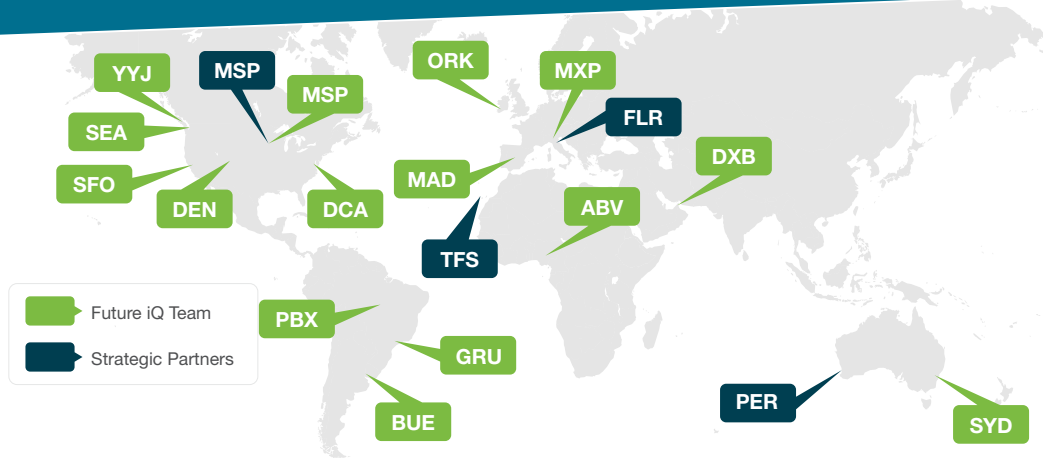 YYJ
MSP
MSP
ORK
MXP
SEA
FLR
SFO
DEN
DCA
MAD
DXB
ABV
TFS
Future iQ Team
Strategic Partners
PBX
GRU
BUE
PER
SYD